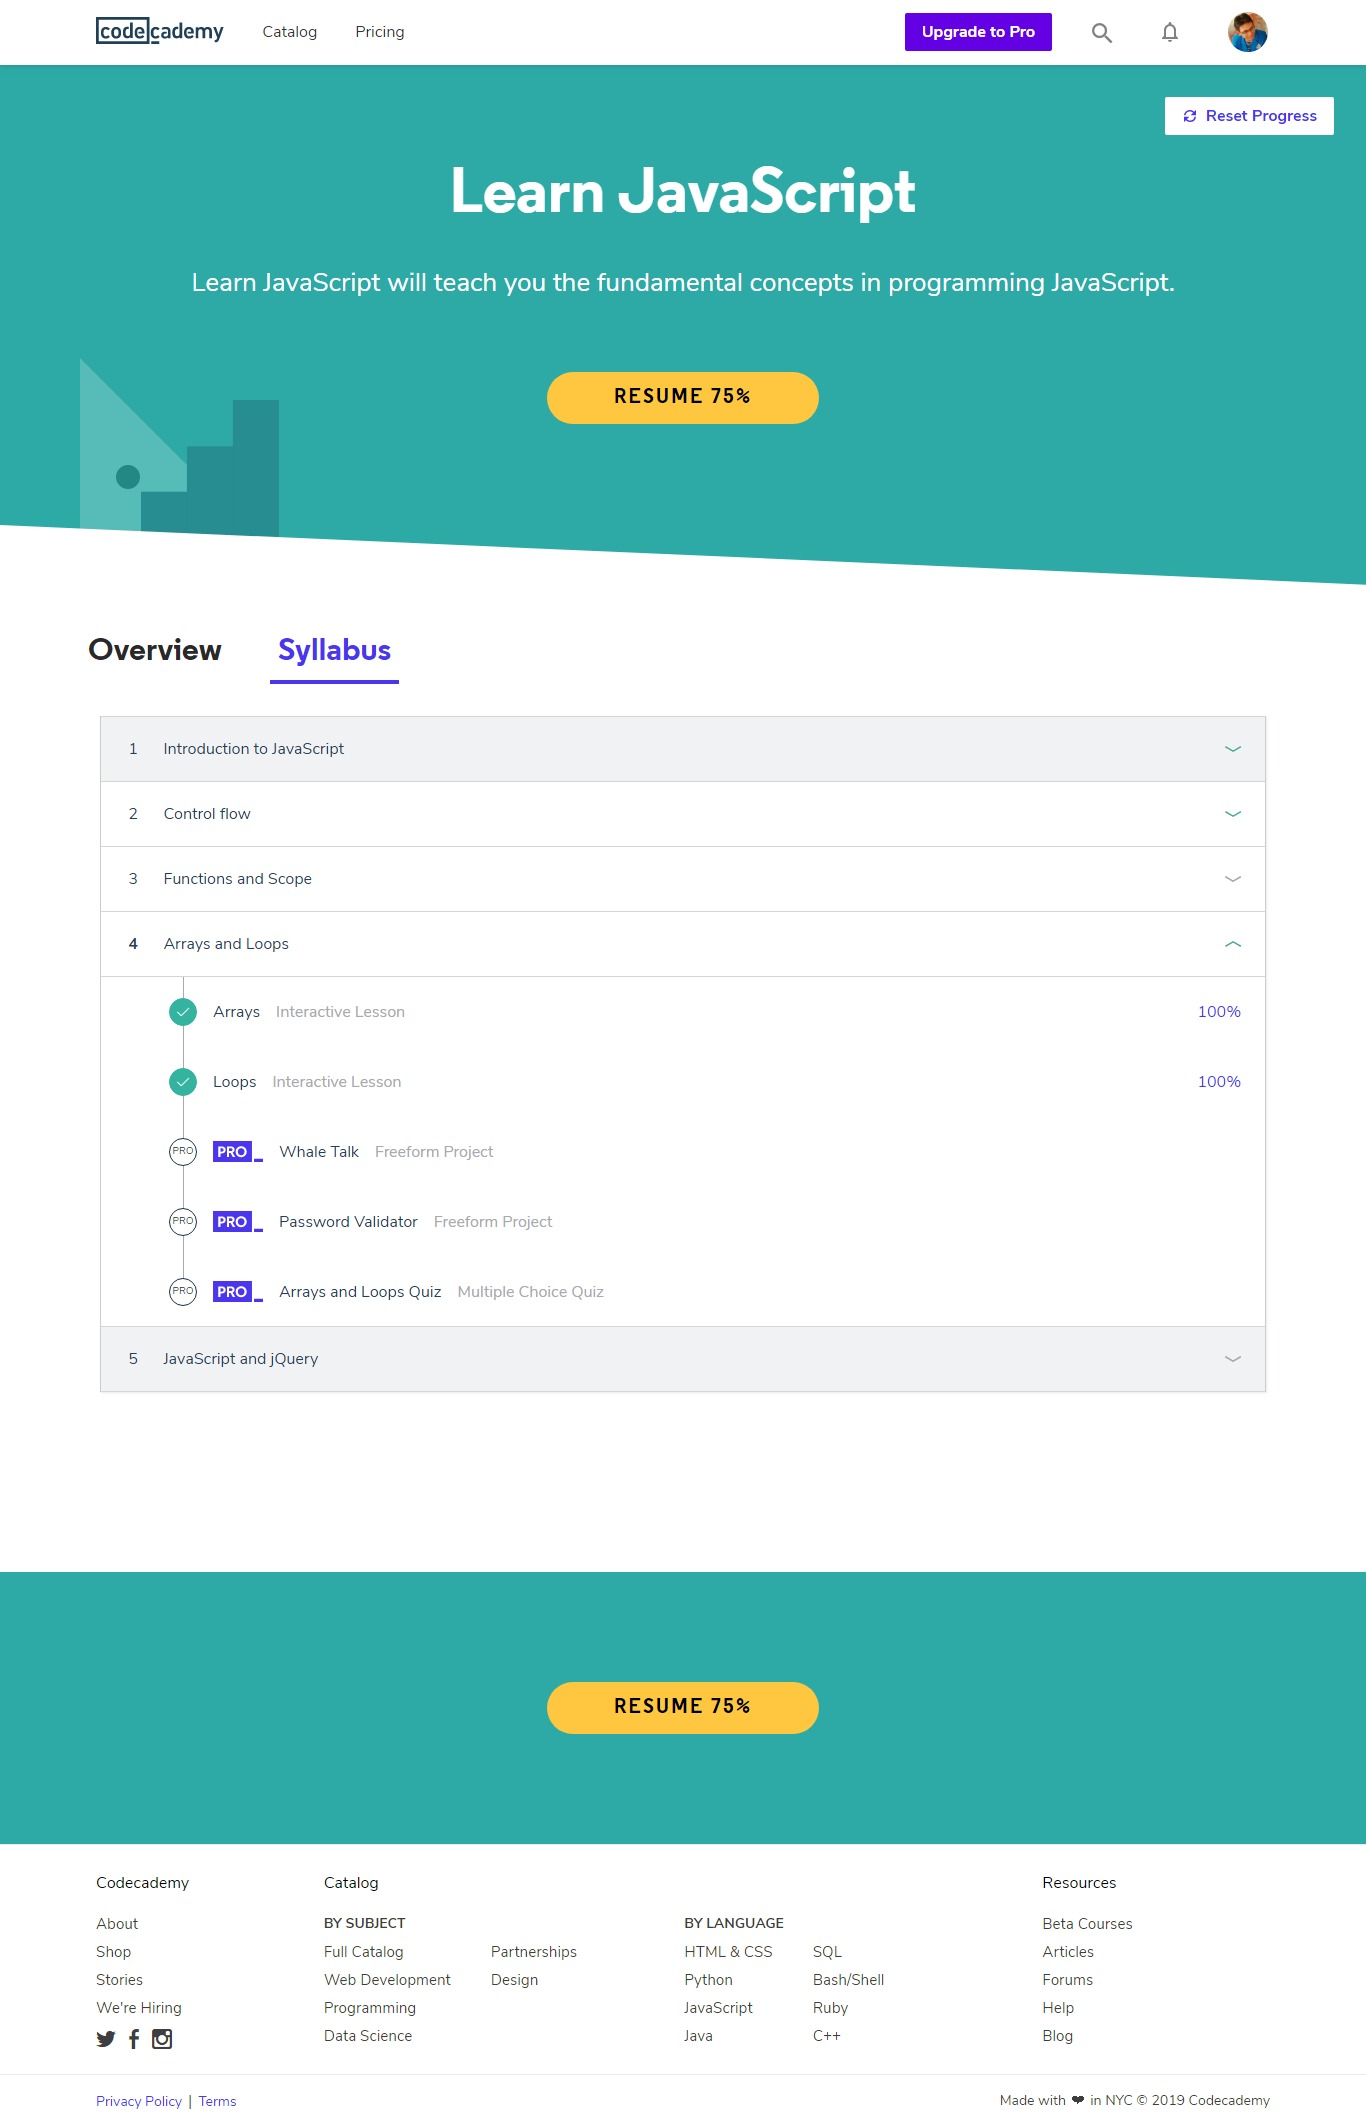 codecademy Catalog Pricing Upgrade to Pro
Reset Progress
Learn JavaScript
Learn JavaScript will teach you the fundamental concepts in programming JavaScript.
RESUME 75%
Overview Syllabus
1 Introduction to JavaScript
2 Control flow
3 Functions and Scope
4 Arrays and Loops
Arrays Interactive Lesson 100%
Loops Interactive Lesson 100%
PRO PRO_ Whale Talk Freeform Project
PRO PRO_ Password Validator Freeform Project
PRO PRO_ Arrays and Loops Quiz Multiple Choice Quiz
5 JavaScript and jQuery
RESUME 75%
Codecademy
About
Shop
Stories
We're Hiring
Catalog
BY SUBJECT
Full Catalog
Web Development
Programming
Data Science
Partnerships
Design
BY LANGUAGE
HTML & CSS
Python
JavaScript
Java
SQL
Bash/Shell
Ruby
C++
Resources
Beta Courses
Articles
Forums
Help
Blog
Privacy Policy | Terms
Made with ❤ in NYC © 2019 Codecademy